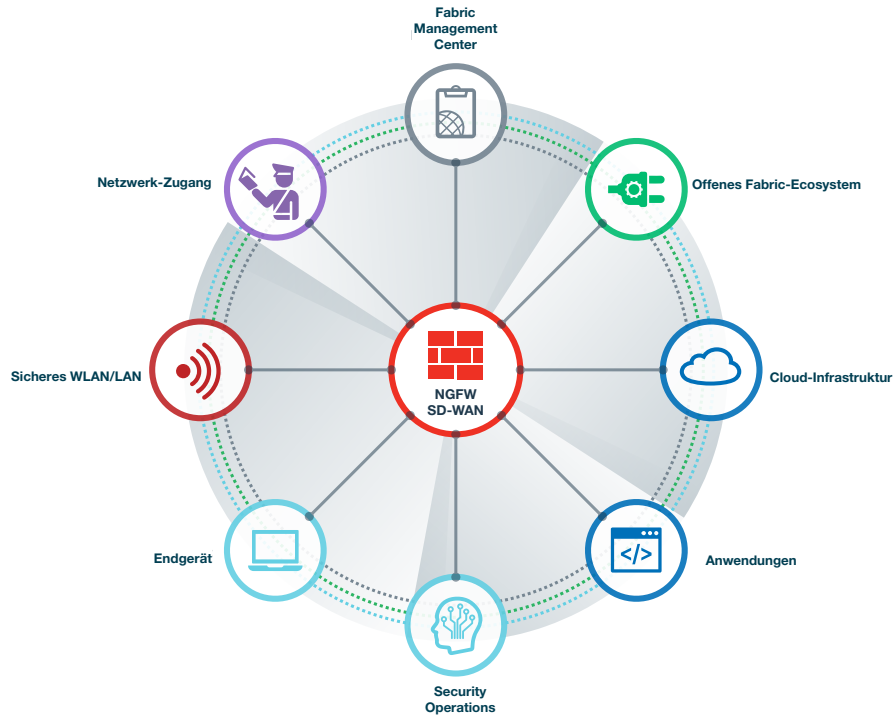 Fabric
Management
Center
Netzwerk-Zugang
Offenes Fabric-Ecosystem
Sicheres WLAN/LAN
NGFW
SD-WAN
Cloud-Infrastruktur
Endgerät
</>
Anwendungen
Security
Operations